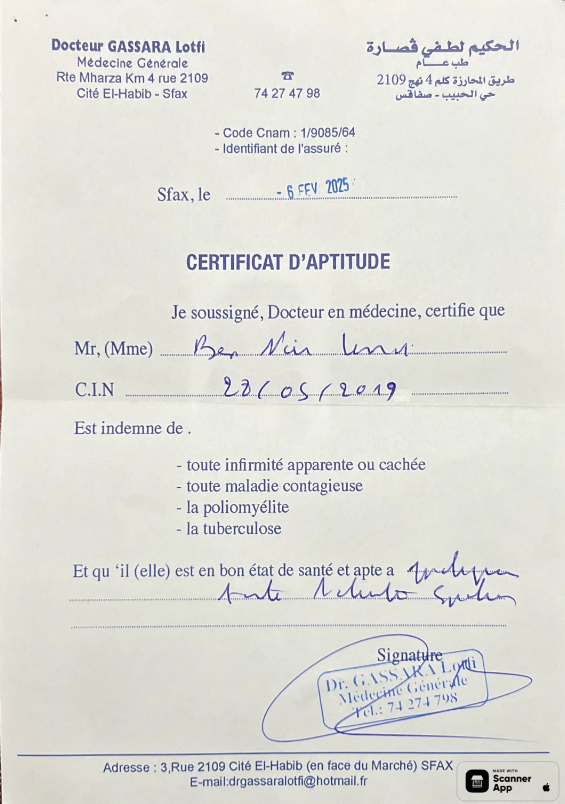 Docteur GASSARA Lotfi
Médecine Générale
Rte Mharza Km 4 rue 2109
Cité El-Habib - Sfax
☎
74 27 47 98
الحكيم لطفي ڤصارة
طب عـــام
طريق المحارزة كلم 4 نهج 2109
حي الحبيب - صفاقس
- Code Cnam : 1/9085/64
- Identifiant de l'assuré :
Sfax, le - 6 FEV 2025
CERTIFICAT D'APTITUDE
Je soussigné, Docteur en médecine, certifie que
Mr, (Mme) Ben
C.I.N 28/05/2019
Est indemne de .
- toute infirmité apparente ou cachée
- toute maladie contagieuse
- la poliomyélite
- la tuberculose
Et qu 'il (elle) est en bon état de santé et apte a
Signature
Dr. GASSARA Lotfi
Médecine Générale
Tél.: 74 274 798
Adresse : 3,Rue 2109 Cité El-Habib (en face du Marché) SFAX
E-mail:drgassaralotfi@hotmail.fr
MADE WITH
Scanner
App